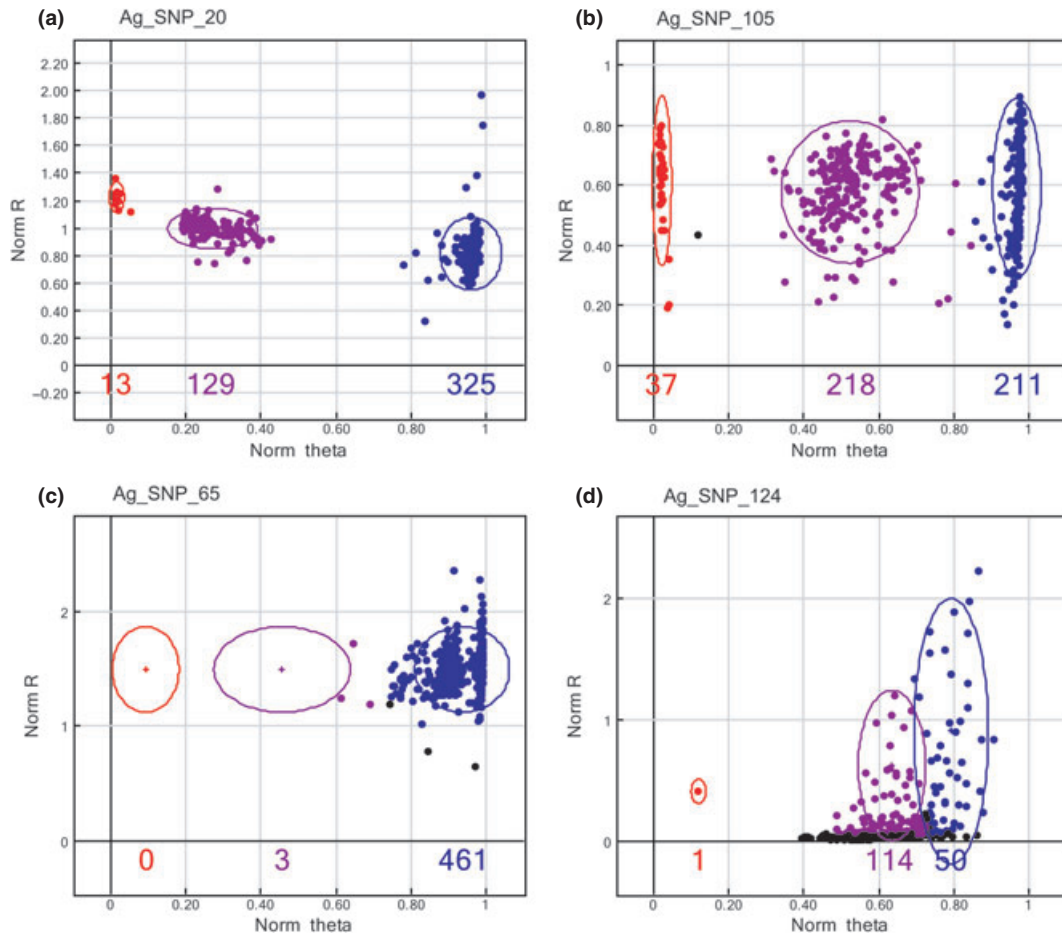 (a) Ag_SNP_20
2.20
2.00
1.80
1.60
1.40
1.20
1.00
0.80
0.60
0.40
0.20
0
−0.20
Norm R
13 129 325
0 0.20 0.40 0.60 0.80 1
Norm theta
(b) Ag_SNP_105
1
0.80
0.60
0.40
0.20
0
Norm R
37 218 211
0 0.20 0.40 0.60 0.80 1
Norm theta
(c) Ag_SNP_65
2
1
0
Norm R
0 3 461
0 0.20 0.40 0.60 0.80 1
Norm theta
(d) Ag_SNP_124
2
1
0
Norm R
1 114 50
0 0.20 0.40 0.60 0.80 1
Norm theta